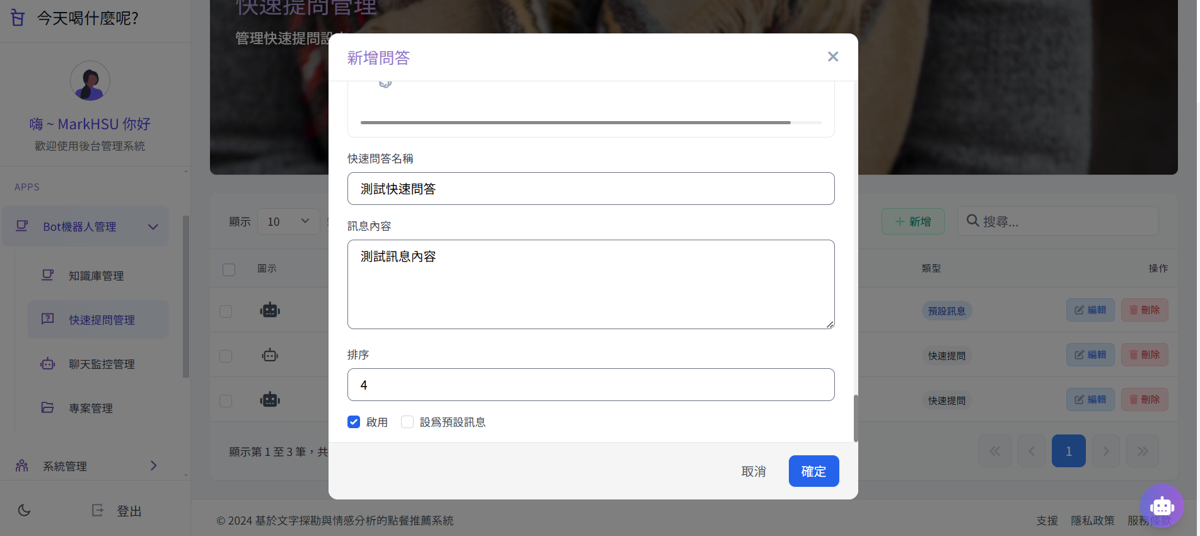 今天喝什麼呢?
嗨 ~ MarkHSU 你好
歡迎使用後台管理系統
APPS
Bot機器人管理
知識庫管理
快速提問管理
聊天監控管理
專案管理
系統管理
登出
快速提問管理
管理快速提問設
新增問答
快速問答名稱
測試快速問答
訊息內容
測試訊息內容
排序
4
啟用 設為預設訊息
取消 確定
顯示 10
新增 搜尋...
圖示 類型 操作
預設訊息 編輯 刪除
快速提問 編輯 刪除
快速提問 編輯 刪除
顯示第 1 至 3 筆，共
1
© 2024 基於文字探勘與情感分析的點餐推薦系統
支援 隱私政策 服務條款